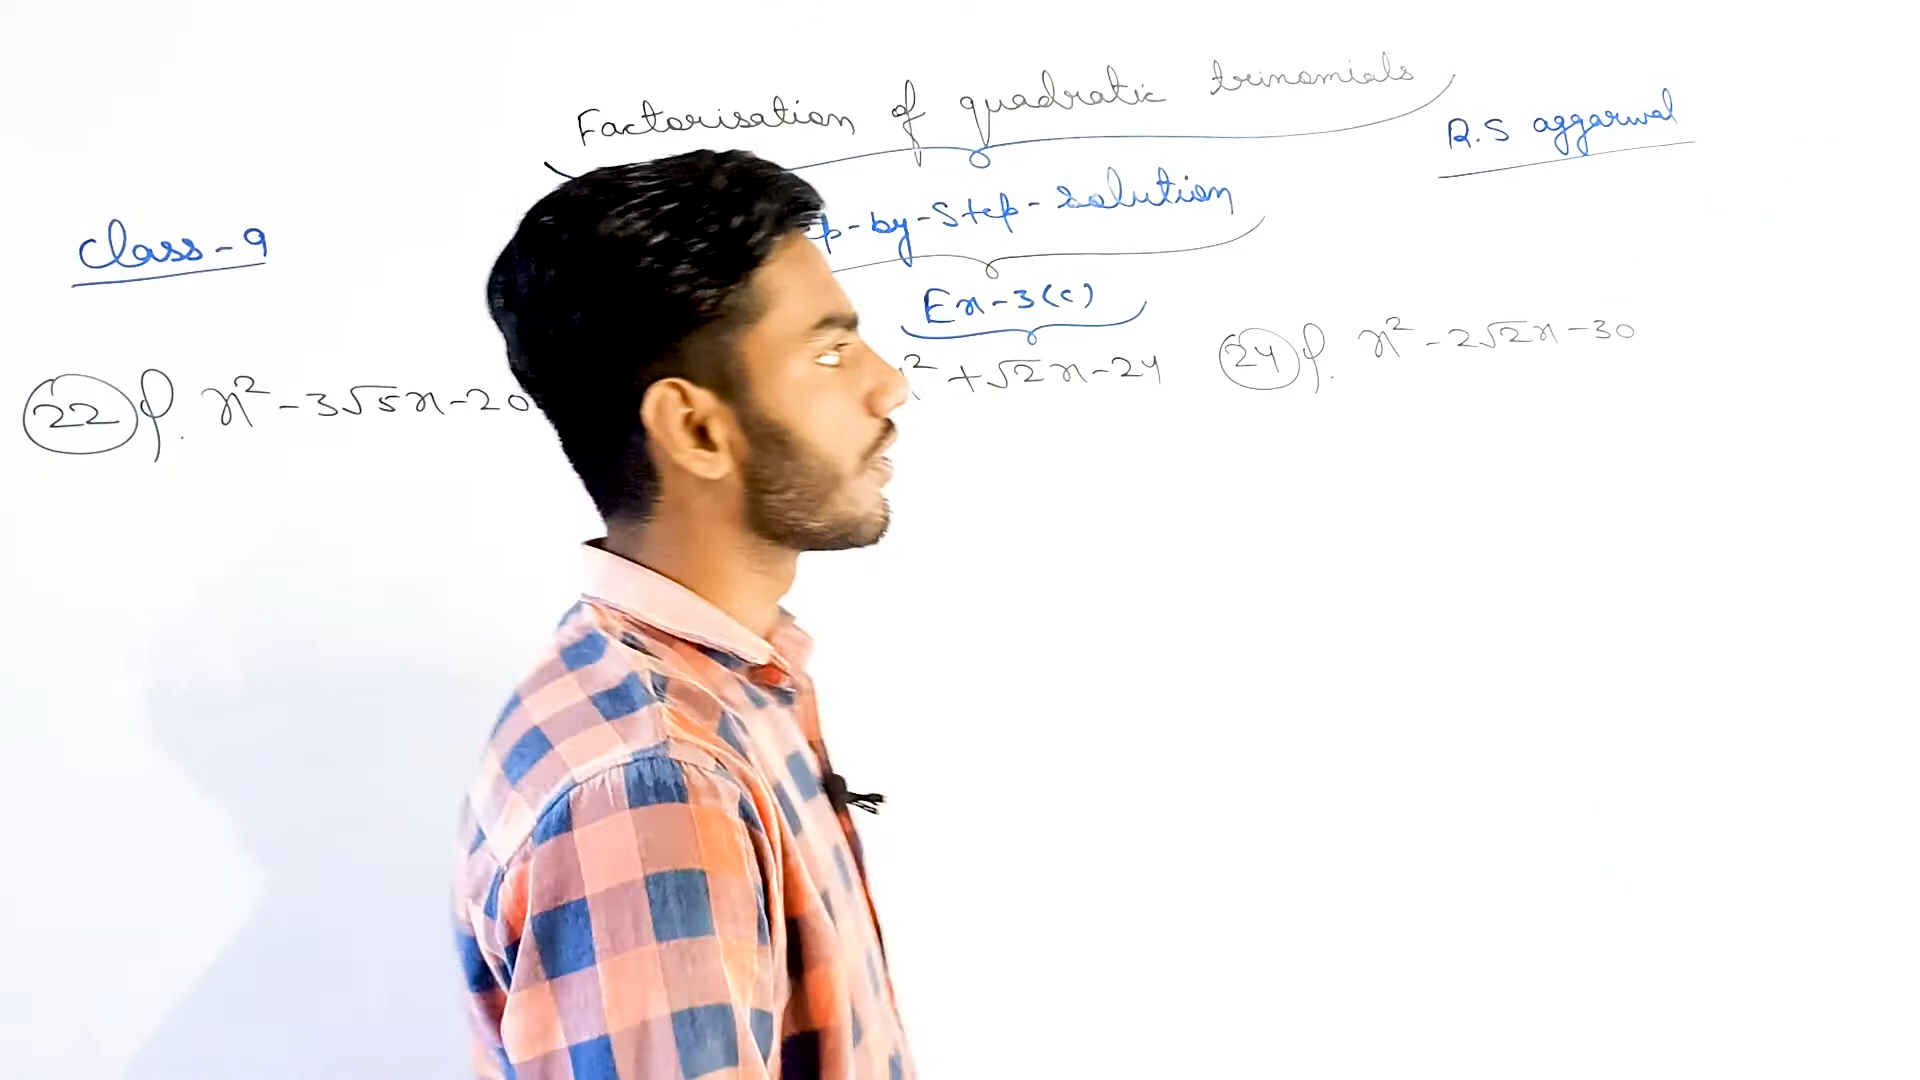 Factorisation of quadratic trinomials
R.S aggarwal
p-by-Step-solution
Class-9
Ex-3(c)
22 x² - 3√5x - 20
² + √2x - 24
24 x² - 2√2x - 30